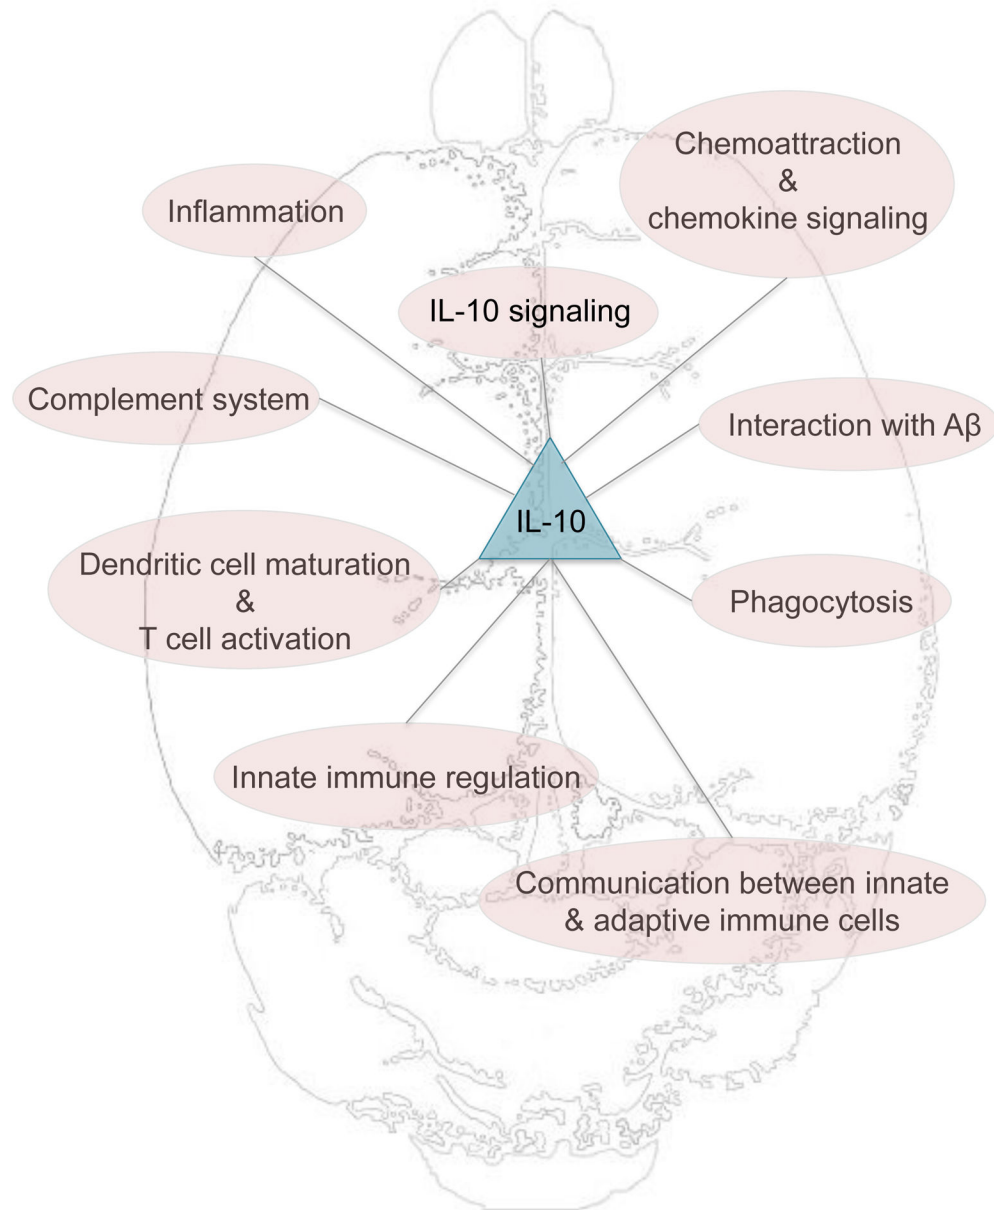 Chemoattraction
&
chemokine signaling
Inflammation
IL-10 signaling
Complement system
Interaction with Aβ
IL-10
Dendritic cell maturation
&
T cell activation
Phagocytosis
Innate immune regulation
Communication between innate
& adaptive immune cells